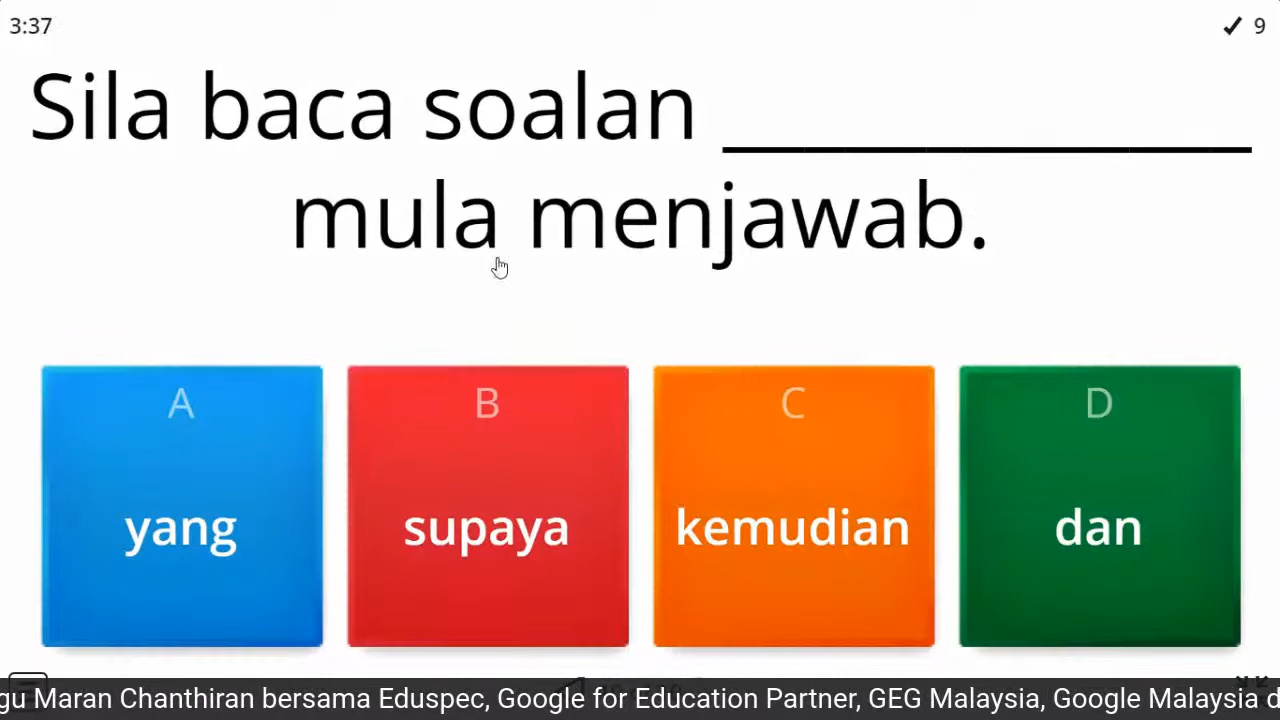 3:37
✓ 9
Sila baca soalan ____________
mula menjawab.
A
yang
B
supaya
C
kemudian
D
dan
gu Maran Chanthiran bersama Eduspec, Google for Education Partner, GEG Malaysia, Google Malaysia d